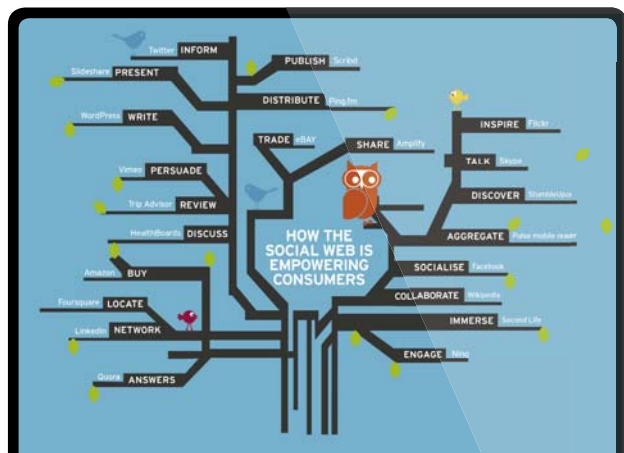 Twitter INFORM
Slideshare PRESENT
WordPress WRITE
Vimeo PERSUADE
Trip Advisor REVIEW
HealthBoards DISCUSS
Amazon BUY
Foursquare LOCATE
LinkedIn NETWORK
Quora ANSWERS
PUBLISH Scribd
DISTRIBUTE Ping.fm
TRADE eBAY
SHARE Amplify
HOW THE
SOCIAL WEB IS
EMPOWERING
CONSUMERS
INSPIRE Flickr
TALK Skype
DISCOVER StumbleUpon
AGGREGATE Pulse mobile reader
SOCIALISE Facebook
COLLABORATE Wikipedia
IMMERSE Second Life
ENGAGE Ning